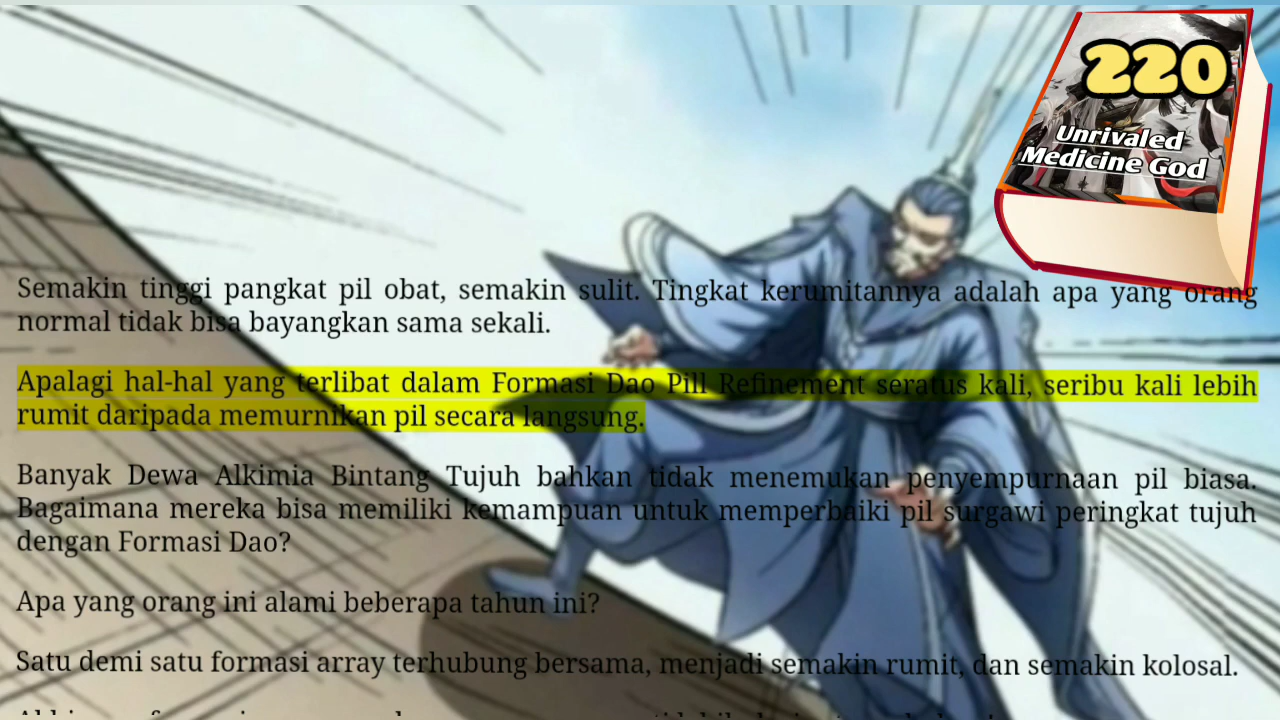 220
Unrivaled
Medicine God
Semakin tinggi pangkat pil obat, semakin sulit. Tingkat kerumitannya adalah apa yang orang
normal tidak bisa bayangkan sama sekali.
Apalagi hal-hal yang terlibat dalam Formasi Dao Pill Refinement seratus kali, seribu kali lebih
rumit daripada memurnikan pil secara langsung.
Banyak Dewa Alkimia Bintang Tujuh bahkan tidak menemukan penyempurnaan pil biasa.
Bagaimana mereka bisa memiliki kemampuan untuk memperbaiki pil surgawi peringkat tujuh
dengan Formasi Dao?
Apa yang orang ini alami beberapa tahun ini?
Satu demi satu formasi array terhubung bersama, menjadi semakin rumit, dan semakin kolosal.